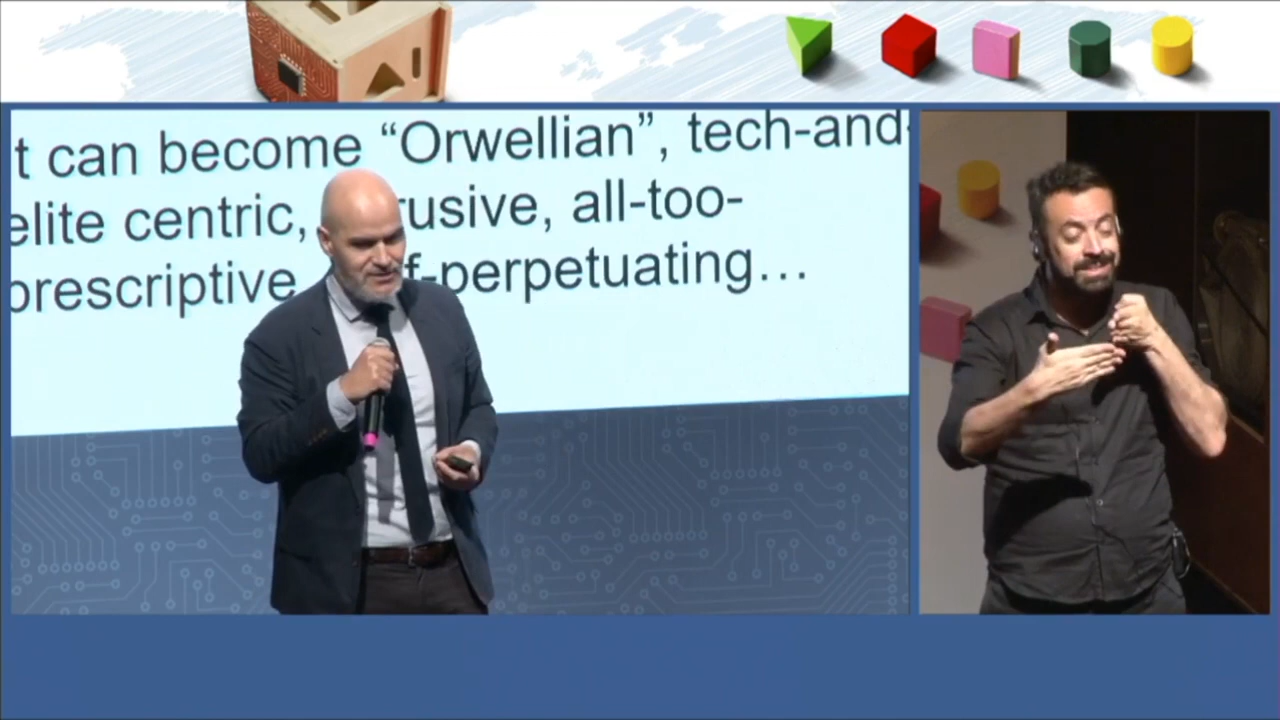 t can become “Orwellian”, tech-and-
elite centric, rusive, all-too-
prescriptive f-perpetuating…